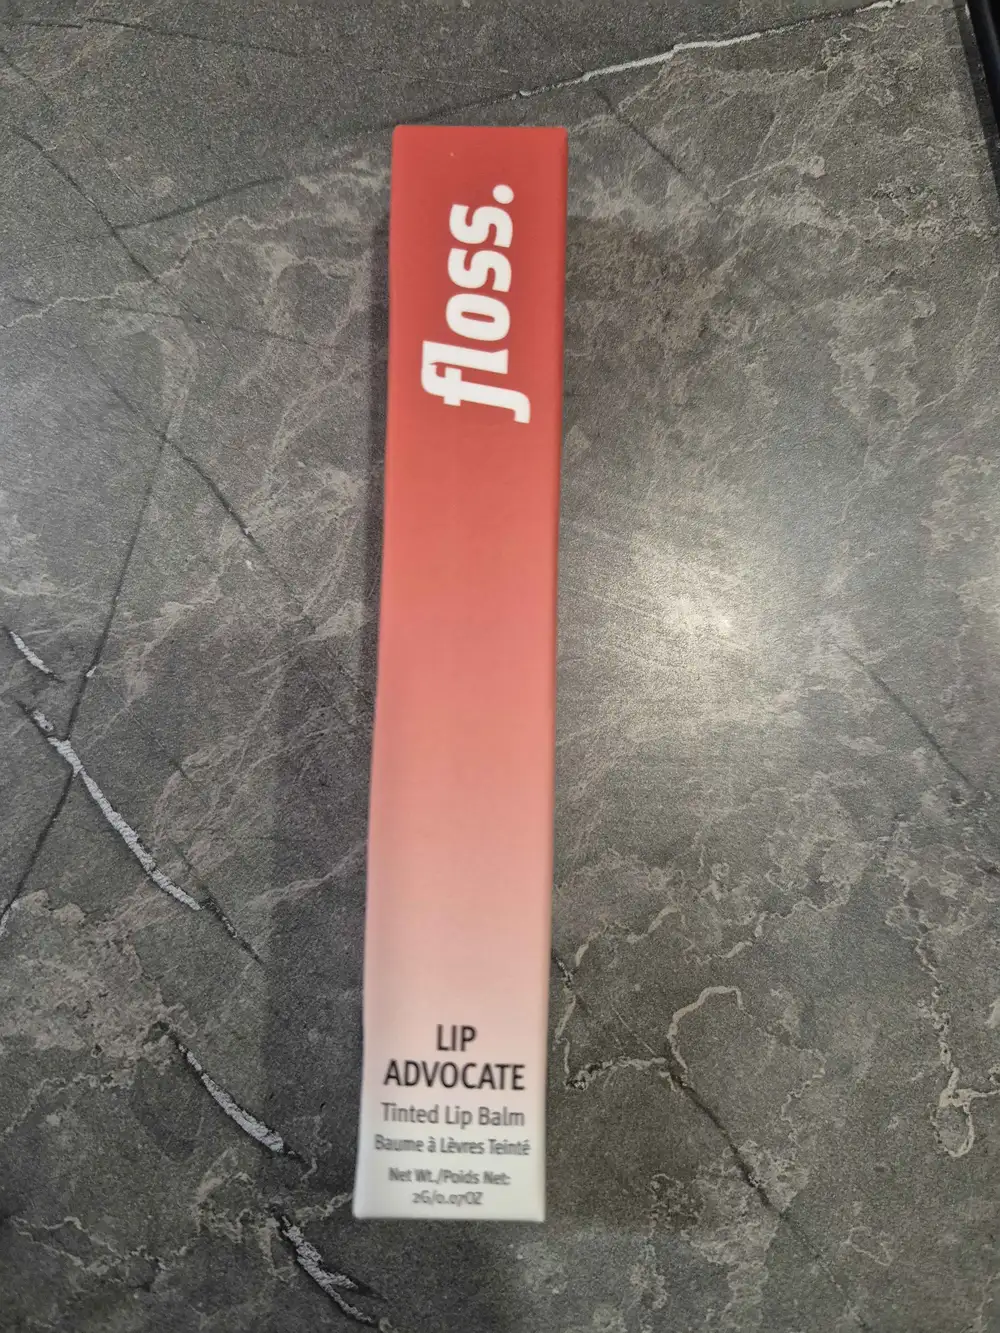 floss.
LIP
ADVOCATE
Tinted Lip Balm
Baume à Lèvres Teinté
Net Wt./Poids Net:
2G/0.07OZ